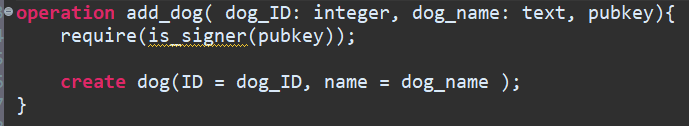 operation add_dog( dog_ID: integer, dog_name: text, pubkey){
require(is_signer(pubkey));
create dog(ID = dog_ID, name = dog_name );
}